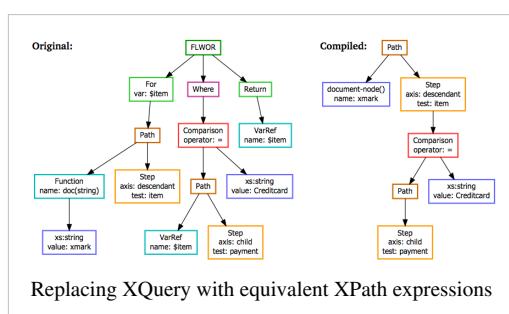 Original:
FLWOR
For
var: $item
Where
Return
Path
Comparison
operator: =
VarRef
name: $item
Function
name: doc(string)
Step
axis: descendant
test: item
Path
xs:string
value: Creditcard
xs:string
value: xmark
VarRef
name: $item
Step
axis: child
test: payment
Compiled:
Path
document-node()
name: xmark
Step
axis: descendant
test: item
Comparison
operator: =
Path
xs:string
value: Creditcard
Step
axis: child
test: payment
Replacing XQuery with equivalent XPath expressions